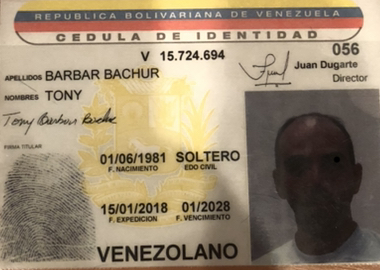 REPUBLICA BOLIVARIANA DE VENEZUELA
CEDULA DE IDENTIDAD
V 15.724.694
056
Juan Dugarte
Director
APELLIDOS BARBAR BACHUR
NOMBRES TONY
Tony Barbar Bachur
FIRMA TITULAR
01/06/1981 SOLTERO
F. NACIMIENTO EDO CIVIL
15/01/2018 01/2028
F. EXPEDICION F. VENCIMIENTO
VENEZOLANO